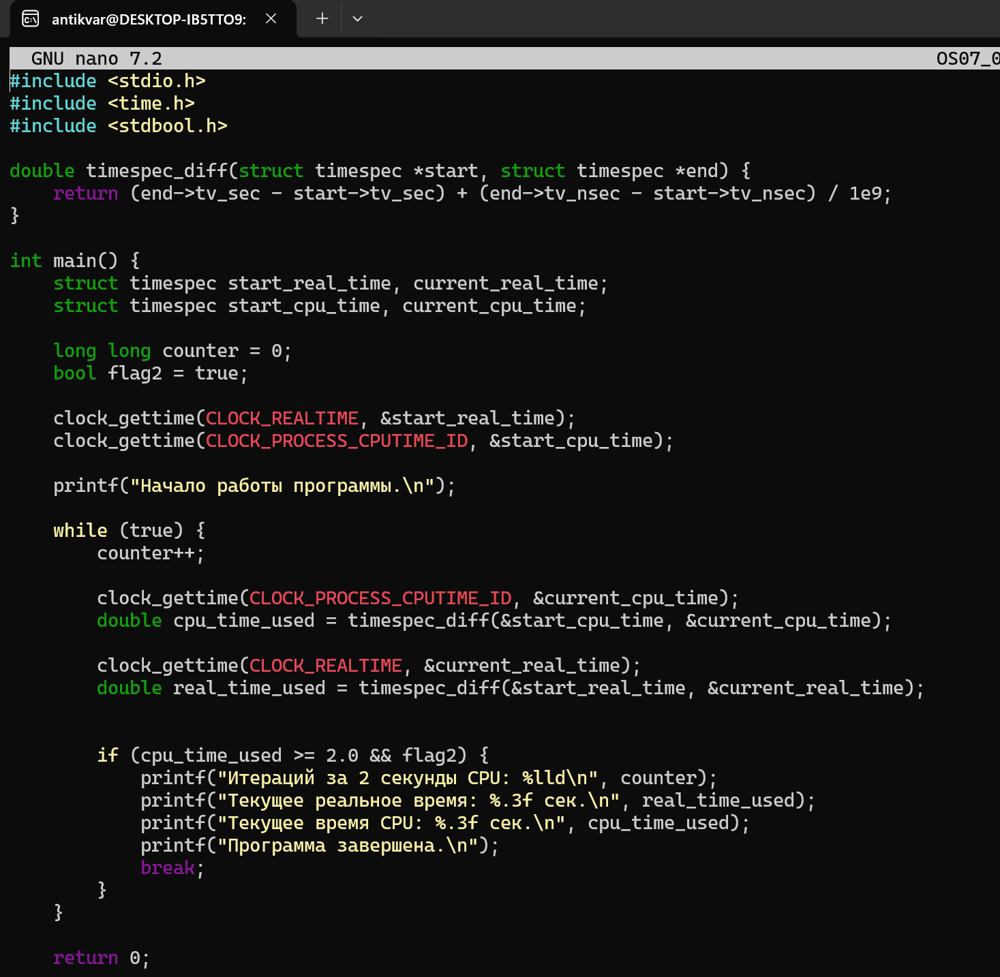 antikvar@DESKTOP-IB5TTO9:
GNU nano 7.2 OS07_0
#include <stdio.h>
#include <time.h>
#include <stdbool.h>
double timespec_diff(struct timespec *start, struct timespec *end) {
    return (end->tv_sec - start->tv_sec) + (end->tv_nsec - start->tv_nsec) / 1e9;
}
int main() {
    struct timespec start_real_time, current_real_time;
    struct timespec start_cpu_time, current_cpu_time;
    long long counter = 0;
    bool flag2 = true;
    clock_gettime(CLOCK_REALTIME, &start_real_time);
    clock_gettime(CLOCK_PROCESS_CPUTIME_ID, &start_cpu_time);
    printf("Начало работы программы.\n");
    while (true) {
        counter++;
        clock_gettime(CLOCK_PROCESS_CPUTIME_ID, &current_cpu_time);
        double cpu_time_used = timespec_diff(&start_cpu_time, &current_cpu_time);
        clock_gettime(CLOCK_REALTIME, &current_real_time);
        double real_time_used = timespec_diff(&start_real_time, &current_real_time);
        if (cpu_time_used >= 2.0 && flag2) {
            printf("Итераций за 2 секунды CPU: %lld\n", counter);
            printf("Текущее реальное время: %.3f сек.\n", real_time_used);
            printf("Текущее время CPU: %.3f сек.\n", cpu_time_used);
            printf("Программа завершена.\n");
            break;
        }
    }
    return 0;